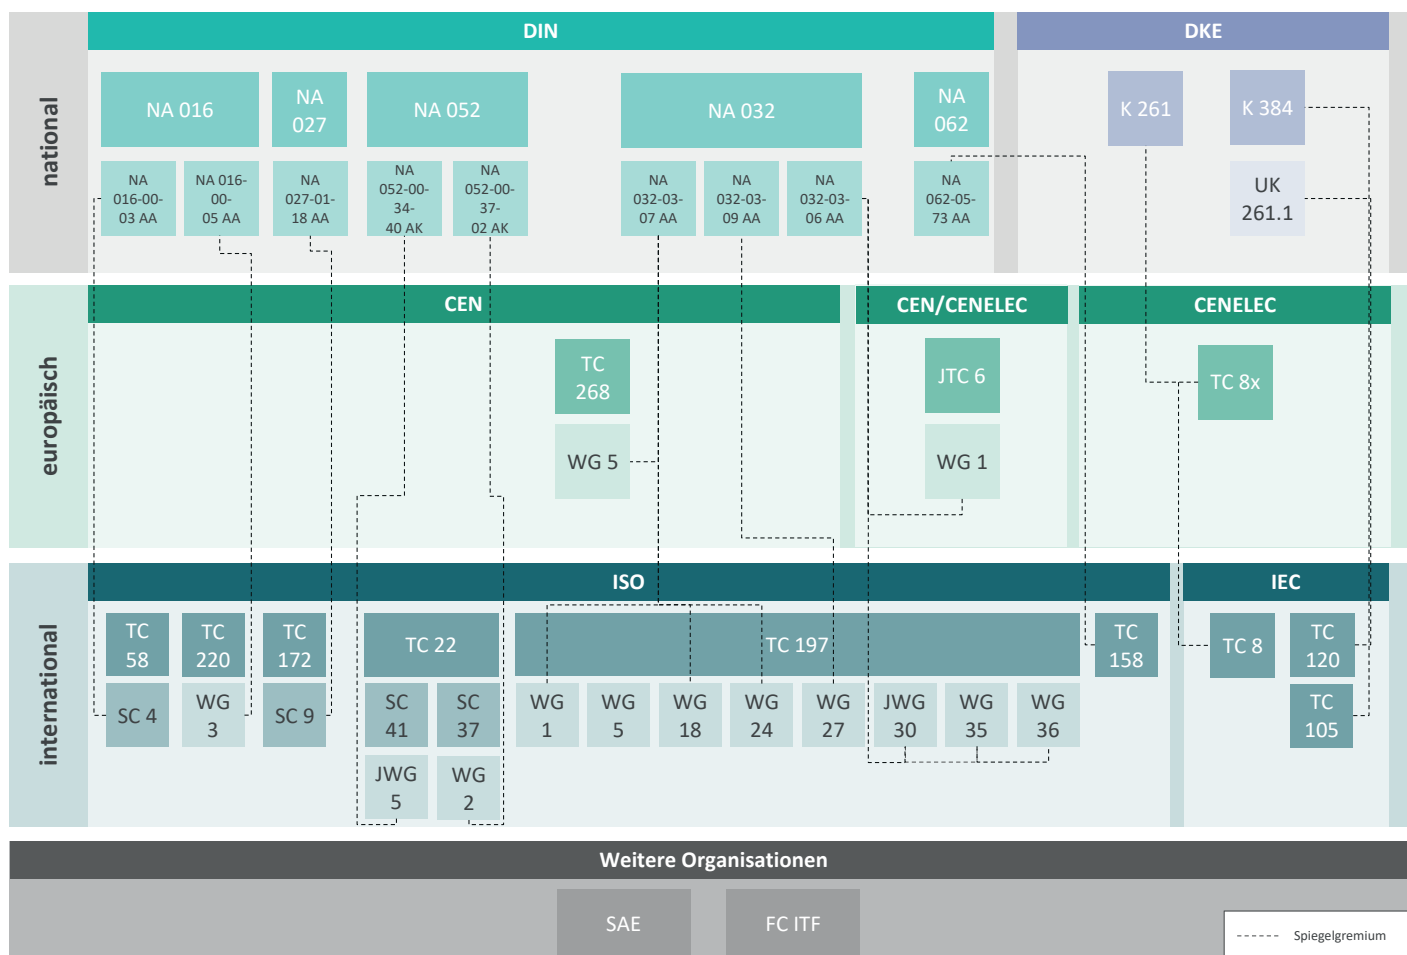 DIN
DKE
national
NA 016
NA
027
NA 052
NA 032
NA
062
K 261
K 384
NA
016-00-
03 AA
NA 016-
00-
05 AA
NA
027-01-
18 AA
NA
052-00-
34-
40 AK
NA
052-00-
37-
02 AK
NA
032-03-
07 AA
NA
032-03-
09 AA
NA
032-03-
06 AA
NA
062-05-
73 AA
UK
261.1
europäisch
CEN
CEN/CENELEC
CENELEC
TC
268
JTC 6
TC 8x
WG 5
WG 1
international
ISO
IEC
TC
58
TC
220
TC
172
TC 22
TC 197
TC
158
TC 8
TC
120
SC 4
WG
3
SC 9
SC
41
SC
37
WG
1
WG
5
WG
18
WG
24
WG
27
JWG
30
WG
35
WG
36
TC
105
JWG
5
WG
2
Weitere Organisationen
SAE
FC ITF
Spiegelgremium